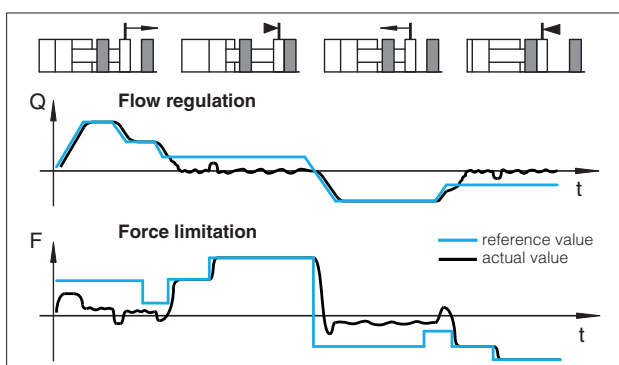 Q
Flow regulation
t
F
Force limitation
reference value
actual value
t